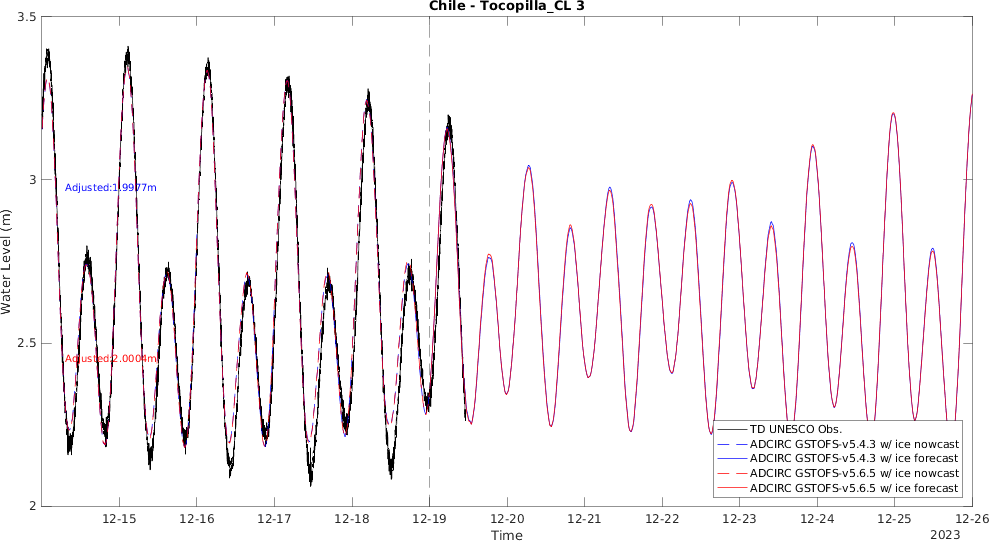 Chile - Tocopilla_CL 3
3.5
3
2.5
2
Water Level (m)
Adjusted:1.9977m
Adjusted:2.0004m
TD UNESCO Obs.
ADCIRC GSTOFS-v5.4.3 w/ ice nowcast
ADCIRC GSTOFS-v5.4.3 w/ ice forecast
ADCIRC GSTOFS-v5.6.5 w/ ice nowcast
ADCIRC GSTOFS-v5.6.5 w/ ice forecast
12-15 12-16 12-17 12-18 12-19 12-20 12-21 12-22 12-23 12-24 12-25 12-26
Time
2023